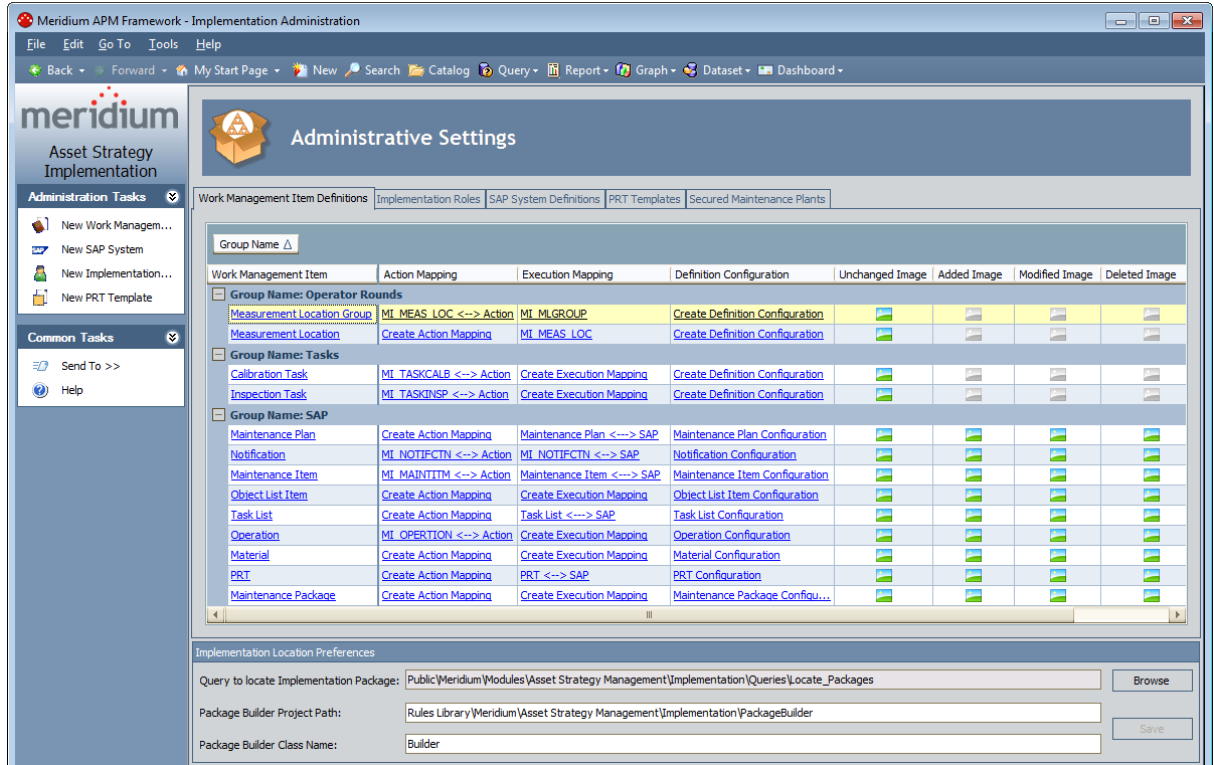 Meridium APM Framework - Implementation Administration
File Edit Go To Tools Help
Back Forward My Start Page New Search Catalog Query Report Graph Dataset Dashboard
meridium
Asset Strategy
Implementation
Administration Tasks
New Work Managem...
New SAP System
New Implementation...
New PRT Template
Common Tasks
Send To >>
Help
Administrative Settings
Work Management Item Definitions Implementation Roles SAP System Definitions PRT Templates Secured Maintenance Plants
Group Name
Work Management Item Action Mapping Execution Mapping Definition Configuration Unchanged Image Added Image Modified Image Deleted Image
Group Name: Operator Rounds
Measurement Location Group MI_MEAS_LOC <--> Action MI_MLGROUP Create Definition Configuration
Measurement Location Create Action Mapping MI_MEAS_LOC Create Definition Configuration
Group Name: Tasks
Calibration Task MI_TASKCALB <--> Action Create Execution Mapping Create Definition Configuration
Inspection Task MI_TASKINSP <--> Action Create Execution Mapping Create Definition Configuration
Group Name: SAP
Maintenance Plan Create Action Mapping Maintenance Plan <---> SAP Maintenance Plan Configuration
Notification MI_NOTIFCTN <--> Action MI_NOTIFCTN <--> SAP Notification Configuration
Maintenance Item MI_MAINTITM <--> Action Maintenance Item <---> SAP Maintenance Item Configuration
Object List Item Create Action Mapping Create Execution Mapping Object List Item Configuration
Task List Create Action Mapping Task List <---> SAP Task List Configuration
Operation MI_OPERTION <--> Action Create Execution Mapping Operation Configuration
Material Create Action Mapping Create Execution Mapping Material Configuration
PRT Create Action Mapping PRT <--> SAP PRT Configuration
Maintenance Package Create Action Mapping Create Execution Mapping Maintenance Package Configu...
Implementation Location Preferences
Query to locate Implementation Package: Public\Meridium\Modules\Asset Strategy Management\Implementation\Queries\Locate_Packages Browse
Package Builder Project Path: Rules Library\Meridium\Asset Strategy Management\Implementation\PackageBuilder
Save
Package Builder Class Name: Builder